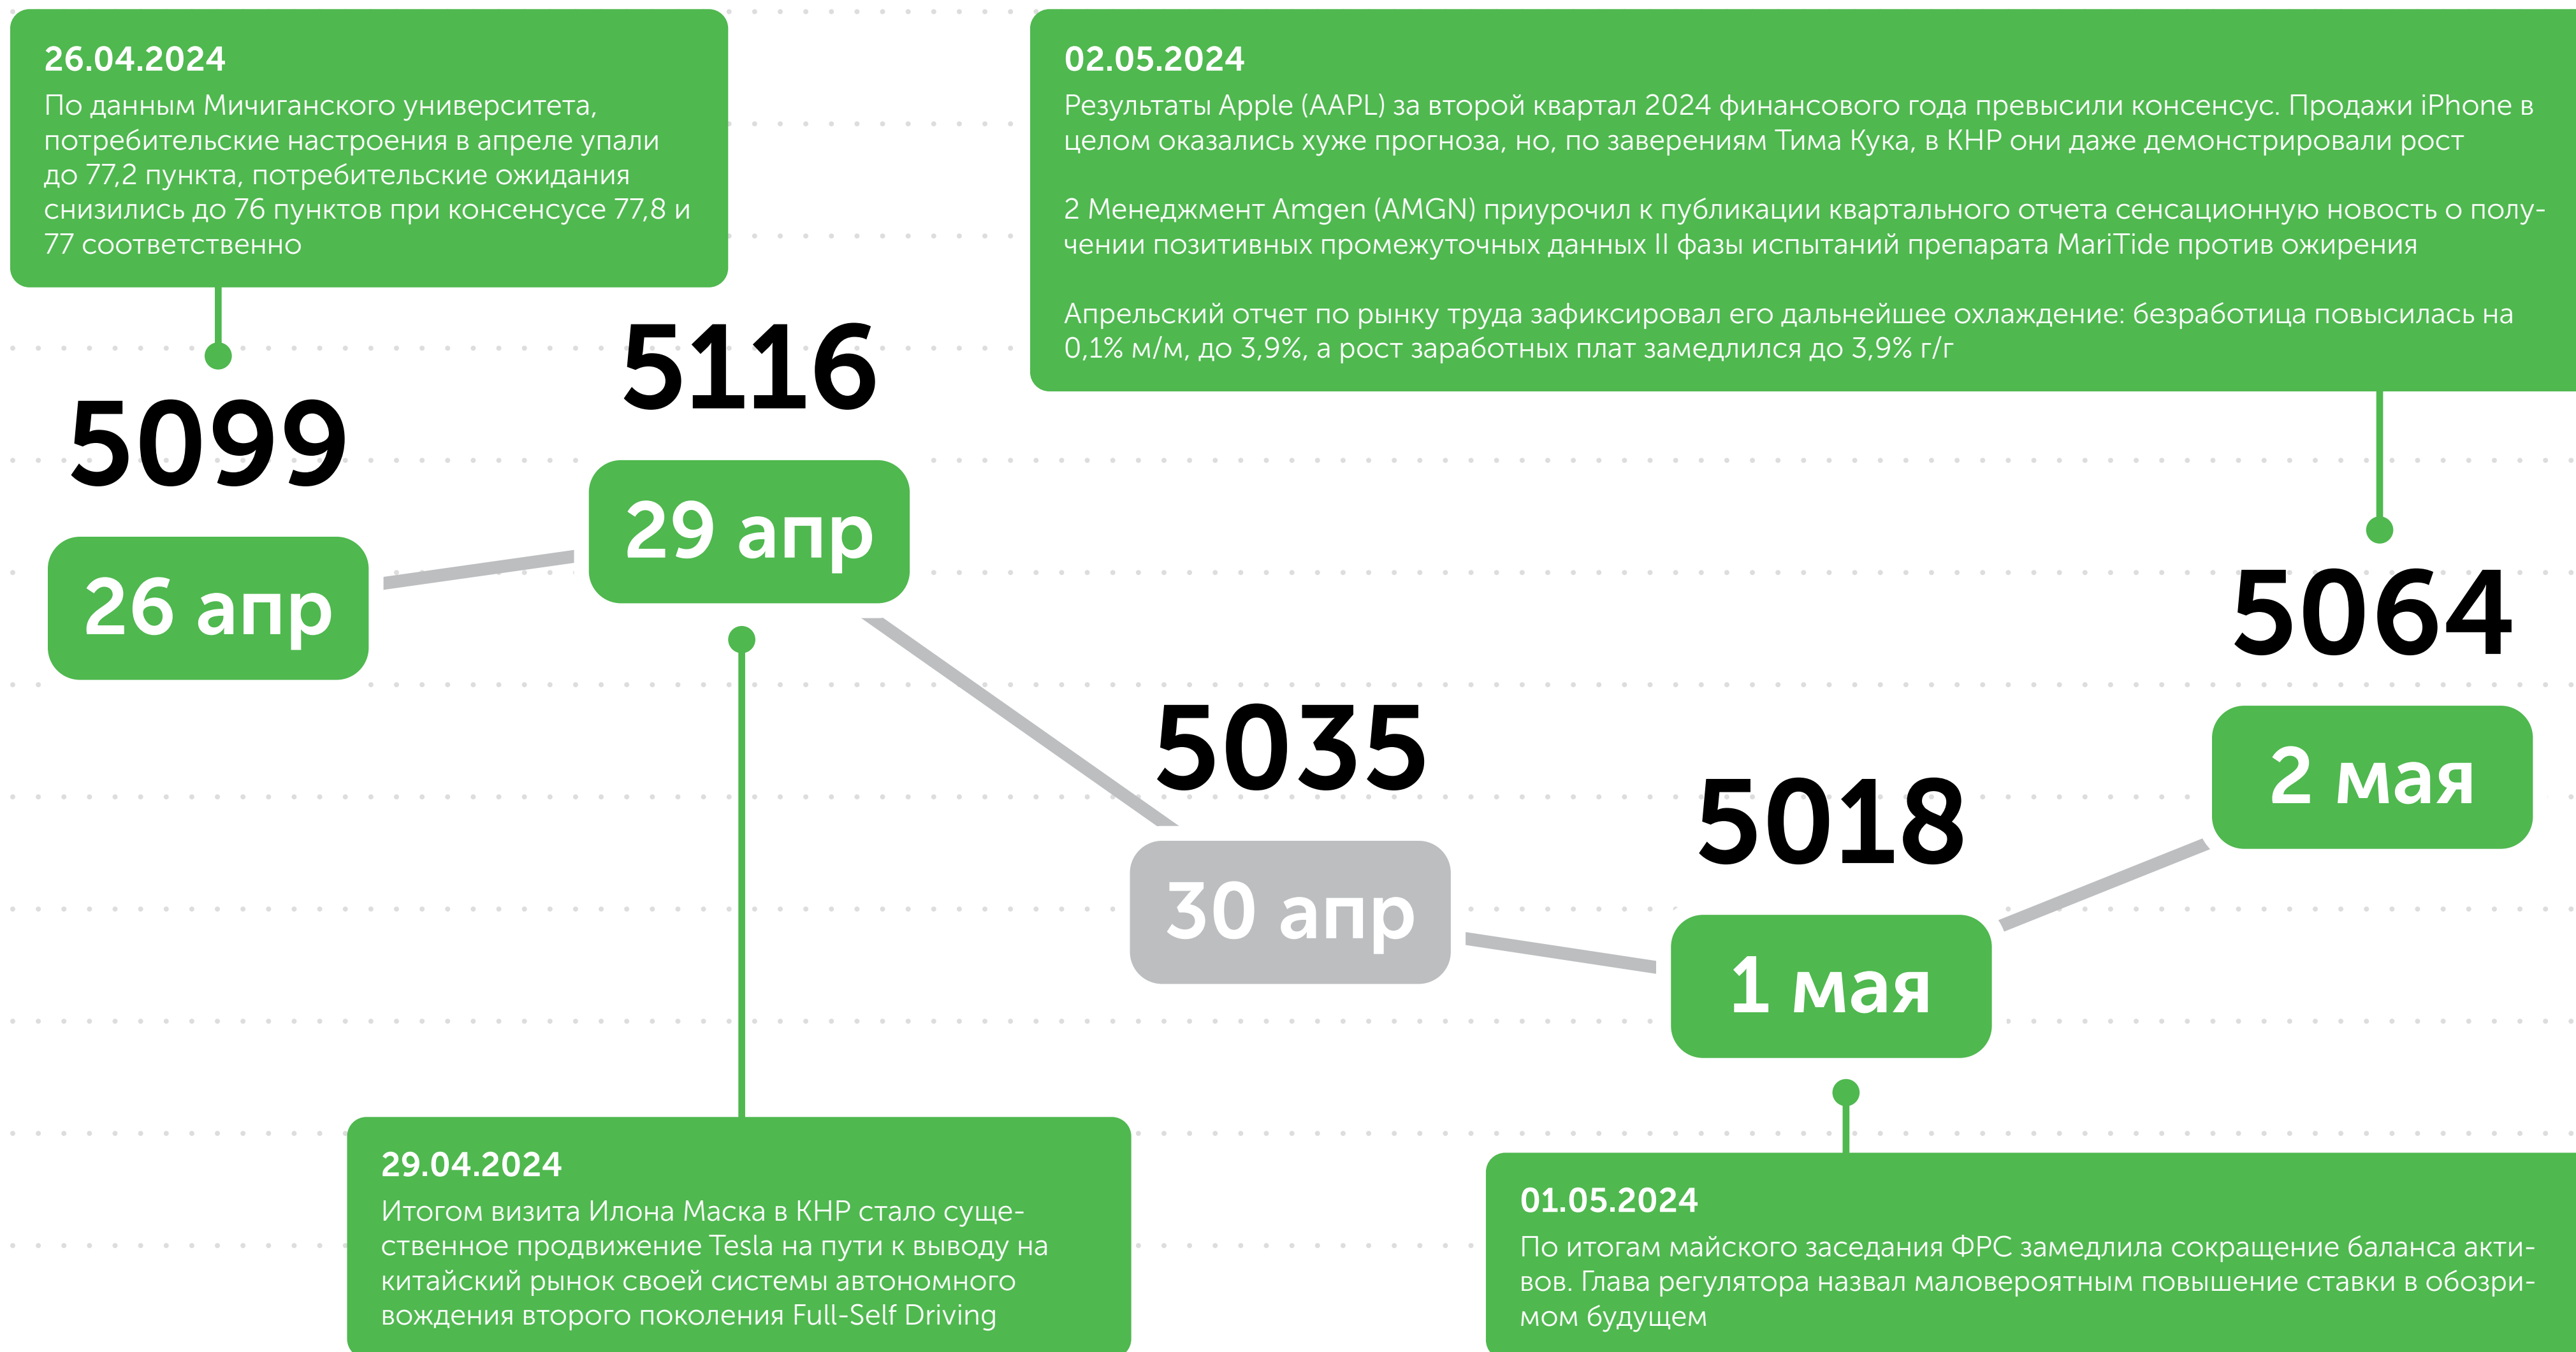 26.04.2024
По данным Мичиганского университета,
потребительские настроения в апреле упали
до 77,2 пункта, потребительские ожидания
снизились до 76 пунктов при консенсусе 77,8 и
77 соответственно
02.05.2024
Результаты Apple (AAPL) за второй квартал 2024 финансового года превысили консенсус. Продажи iPhone в
целом оказались хуже прогноза, но, по заверениям Тима Кука, в КНР они даже демонстрировали рост
2 Менеджмент Amgen (AMGN) приурочил к публикации квартального отчета сенсационную новость о полу-
чении позитивных промежуточных данных II фазы испытаний препарата MariTide против ожирения
Апрельский отчет по рынку труда зафиксировал его дальнейшее охлаждение: безработица повысилась на
0,1% м/м, до 3,9%, а рост заработных плат замедлился до 3,9% г/г
5099
26 апр
5116
29 апр
5035
30 апр
5018
1 мая
5064
2 мая
29.04.2024
Итогом визита Илона Маска в КНР стало суще-
ственное продвижение Tesla на пути к выводу на
китайский рынок своей системы автономного
вождения второго поколения Full-Self Driving
01.05.2024
По итогам майского заседания ФРС замедлила сокращение баланса акти-
вов. Глава регулятора назвал маловероятным повышение ставки в обозри-
мом будущем